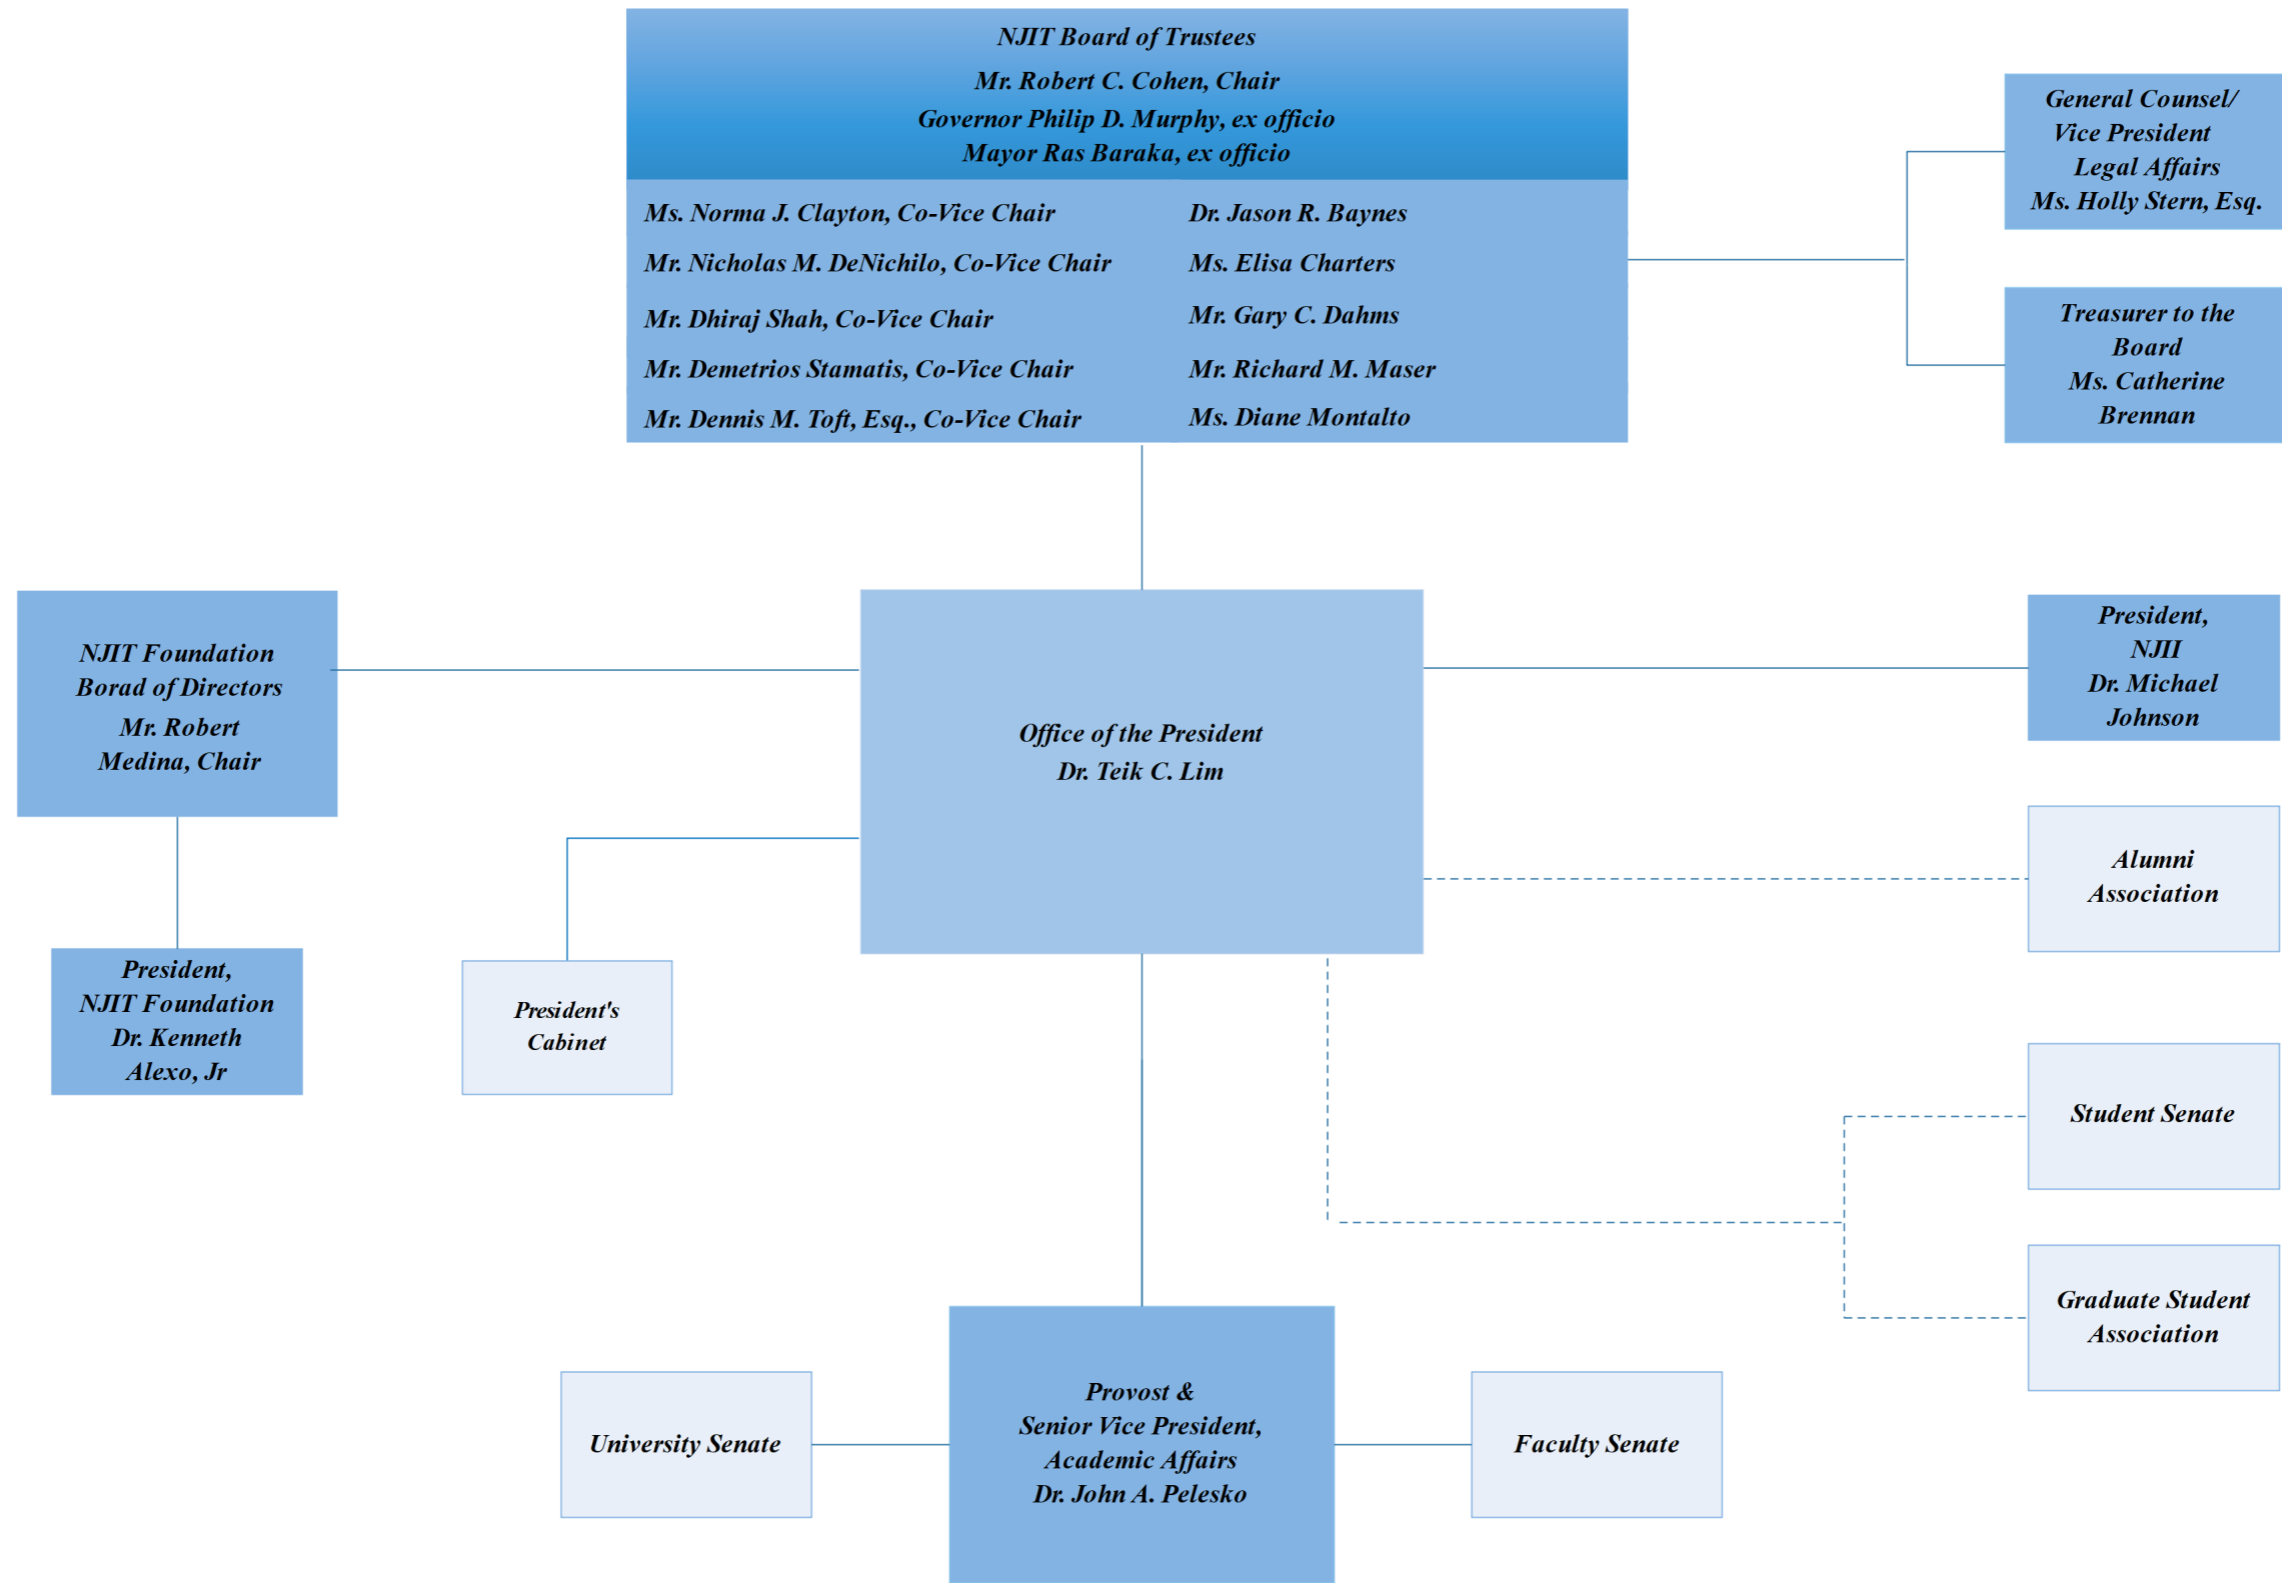 NJIT Board of Trustees
Mr. Robert C. Cohen, Chair
Governor Philip D. Murphy, ex officio
Mayor Ras Baraka, ex officio
Ms. Norma J. Clayton, Co-Vice Chair
Mr. Nicholas M. DeNichilo, Co-Vice Chair
Mr. Dhiraj Shah, Co-Vice Chair
Mr. Demetrios Stamatis, Co-Vice Chair
Mr. Dennis M. Toft, Esq., Co-Vice Chair
Dr. Jason R. Baynes
Ms. Elisa Charters
Mr. Gary C. Dahms
Mr. Richard M. Maser
Ms. Diane Montalto
General Counsel/
Vice President
Legal Affairs
Ms. Holly Stern, Esq.
Treasurer to the
Board
Ms. Catherine
Brennan
NJIT Foundation
Borad of Directors
Mr. Robert
Medina, Chair
Office of the President
Dr. Teik C. Lim
President,
NJII
Dr. Michael
Johnson
Alumni
Association
President,
NJIT Foundation
Dr. Kenneth
Alexo, Jr
President's
Cabinet
Student Senate
Graduate Student
Association
University Senate
Provost &
Senior Vice President,
Academic Affairs
Dr. John A. Pelesko
Faculty Senate